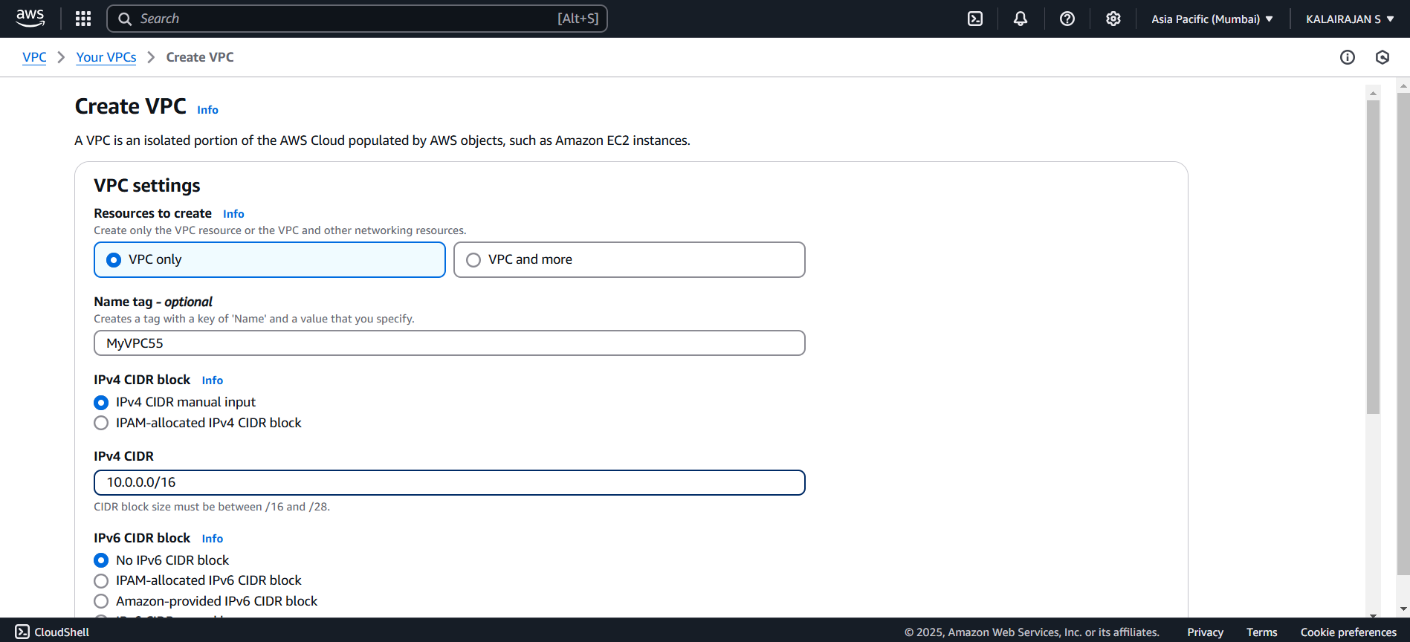 aws Search [Alt+S] Asia Pacific (Mumbai) KALAIRAJAN S
VPC Your VPCs Create VPC
Create VPC Info
A VPC is an isolated portion of the AWS Cloud populated by AWS objects, such as Amazon EC2 instances.
VPC settings
Resources to create Info
Create only the VPC resource or the VPC and other networking resources.
VPC only VPC and more
Name tag - optional
Creates a tag with a key of 'Name' and a value that you specify.
MyVPC55
IPv4 CIDR block Info
IPv4 CIDR manual input
IPAM-allocated IPv4 CIDR block
IPv4 CIDR
10.0.0.0/16
CIDR block size must be between /16 and /28.
IPv6 CIDR block Info
No IPv6 CIDR block
IPAM-allocated IPv6 CIDR block
Amazon-provided IPv6 CIDR block
CloudShell © 2025, Amazon Web Services, Inc. or its affiliates. Privacy Terms Cookie preferences